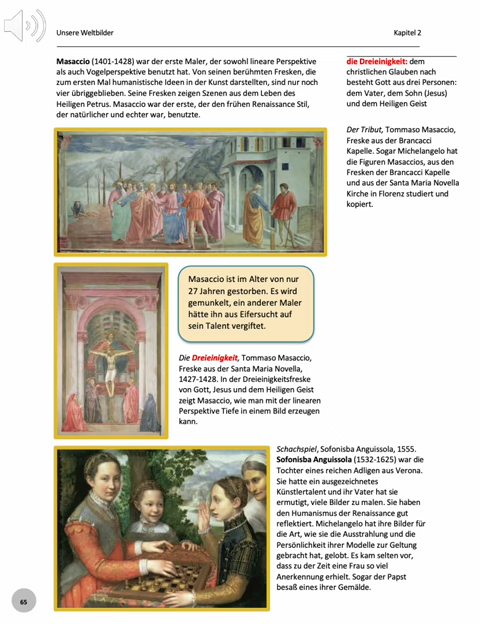 Unsere Weltbilder
Kapitel 2
Masaccio (1401-1428) war der erste Maler, der sowohl lineare Perspektive
als auch Vogelperspektive benutzt hat. Von seinen berühmten Fresken, die
zum ersten Mal humanistische Ideen in der Kunst darstellten, sind nur noch
vier übriggeblieben. Seine Fresken zeigen Szenen aus dem Leben des
Heiligen Petrus. Masaccio war der erste, der den frühen Renaissance Stil,
der natürlicher und echter war, benutzte.
die Dreieinigkeit: dem
christlichen Glauben nach
besteht Gott aus drei Personen:
dem Vater, dem Sohn (Jesus)
und dem Heiligen Geist
Der Tribut, Tommaso Masaccio,
Freske aus der Brancacci
Kapelle. Sogar Michelangelo hat
die Figuren Masaccios, aus den
Fresken der Brancacci Kapelle
und aus der Santa Maria Novella
Kirche in Florenz studiert und
kopiert.
Masaccio ist im Alter von nur
27 Jahren gestorben. Es wird
gemunkelt, ein anderer Maler
hätte ihn aus Eifersucht auf
sein Talent vergiftet.
Die Dreieinigkeit, Tommaso Masaccio,
Freske aus der Santa Maria Novella,
1427-1428. In der Dreieinigkeitsfreske
von Gott, Jesus und dem Heiligen Geist
zeigt Masaccio, wie man mit der linearen
Perspektive Tiefe in einem Bild erzeugen
kann.
Schachspiel, Sofonisba Anguissola, 1555.
Sofonisba Anguissola (1532-1625) war die
Tochter eines reichen Adligen aus Verona.
Sie hatte ein ausgezeichnetes
Künstlertalent und ihr Vater hat sie
ermutigt, viele Bilder zu malen. Sie haben
den Humanismus der Renaissance gut
reflektiert. Michelangelo hat ihre Bilder für
die Art, wie sie die Ausstrahlung und die
Persönlichkeit ihrer Modelle zur Geltung
gebracht hat, gelobt. Es kam selten vor,
dass zu der Zeit eine Frau so viel
Anerkennung erhielt. Sogar der Papst
besaß eines ihrer Gemälde.
65